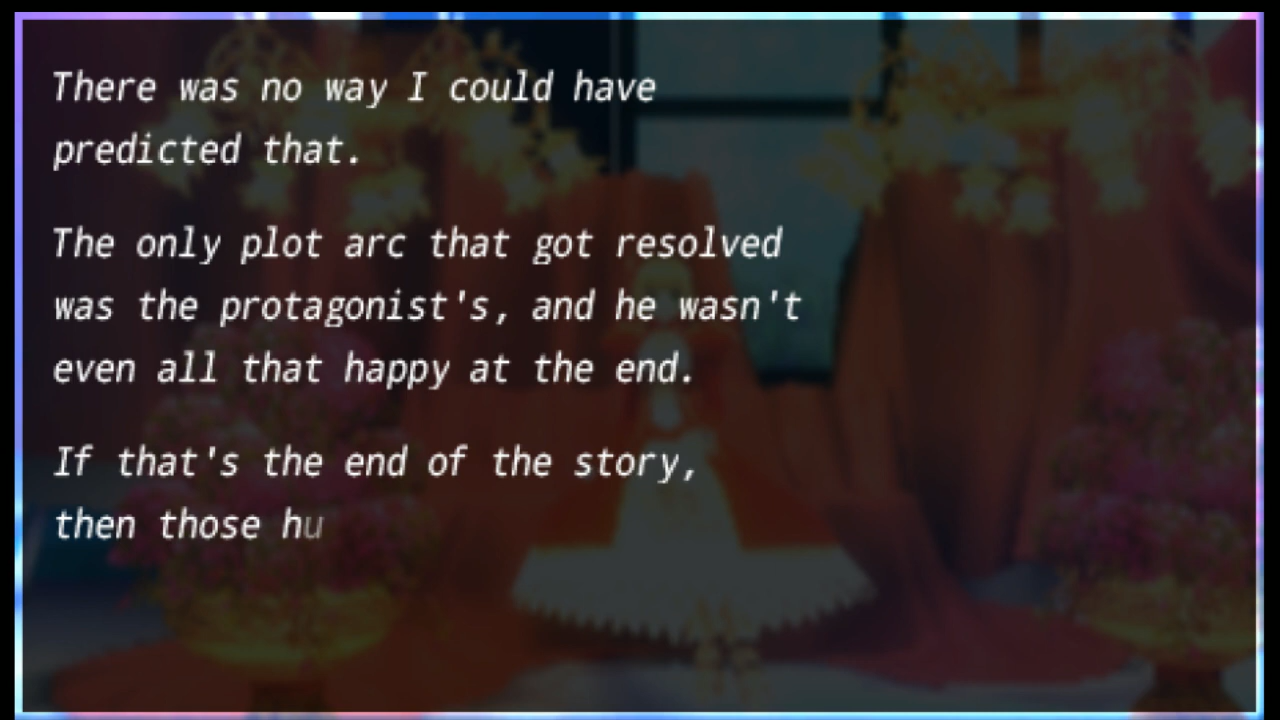 There was no way I could have
predicted that.
The only plot arc that got resolved
was the protagonist's, and he wasn't
even all that happy at the end.
If that's the end of the story,
then those hu